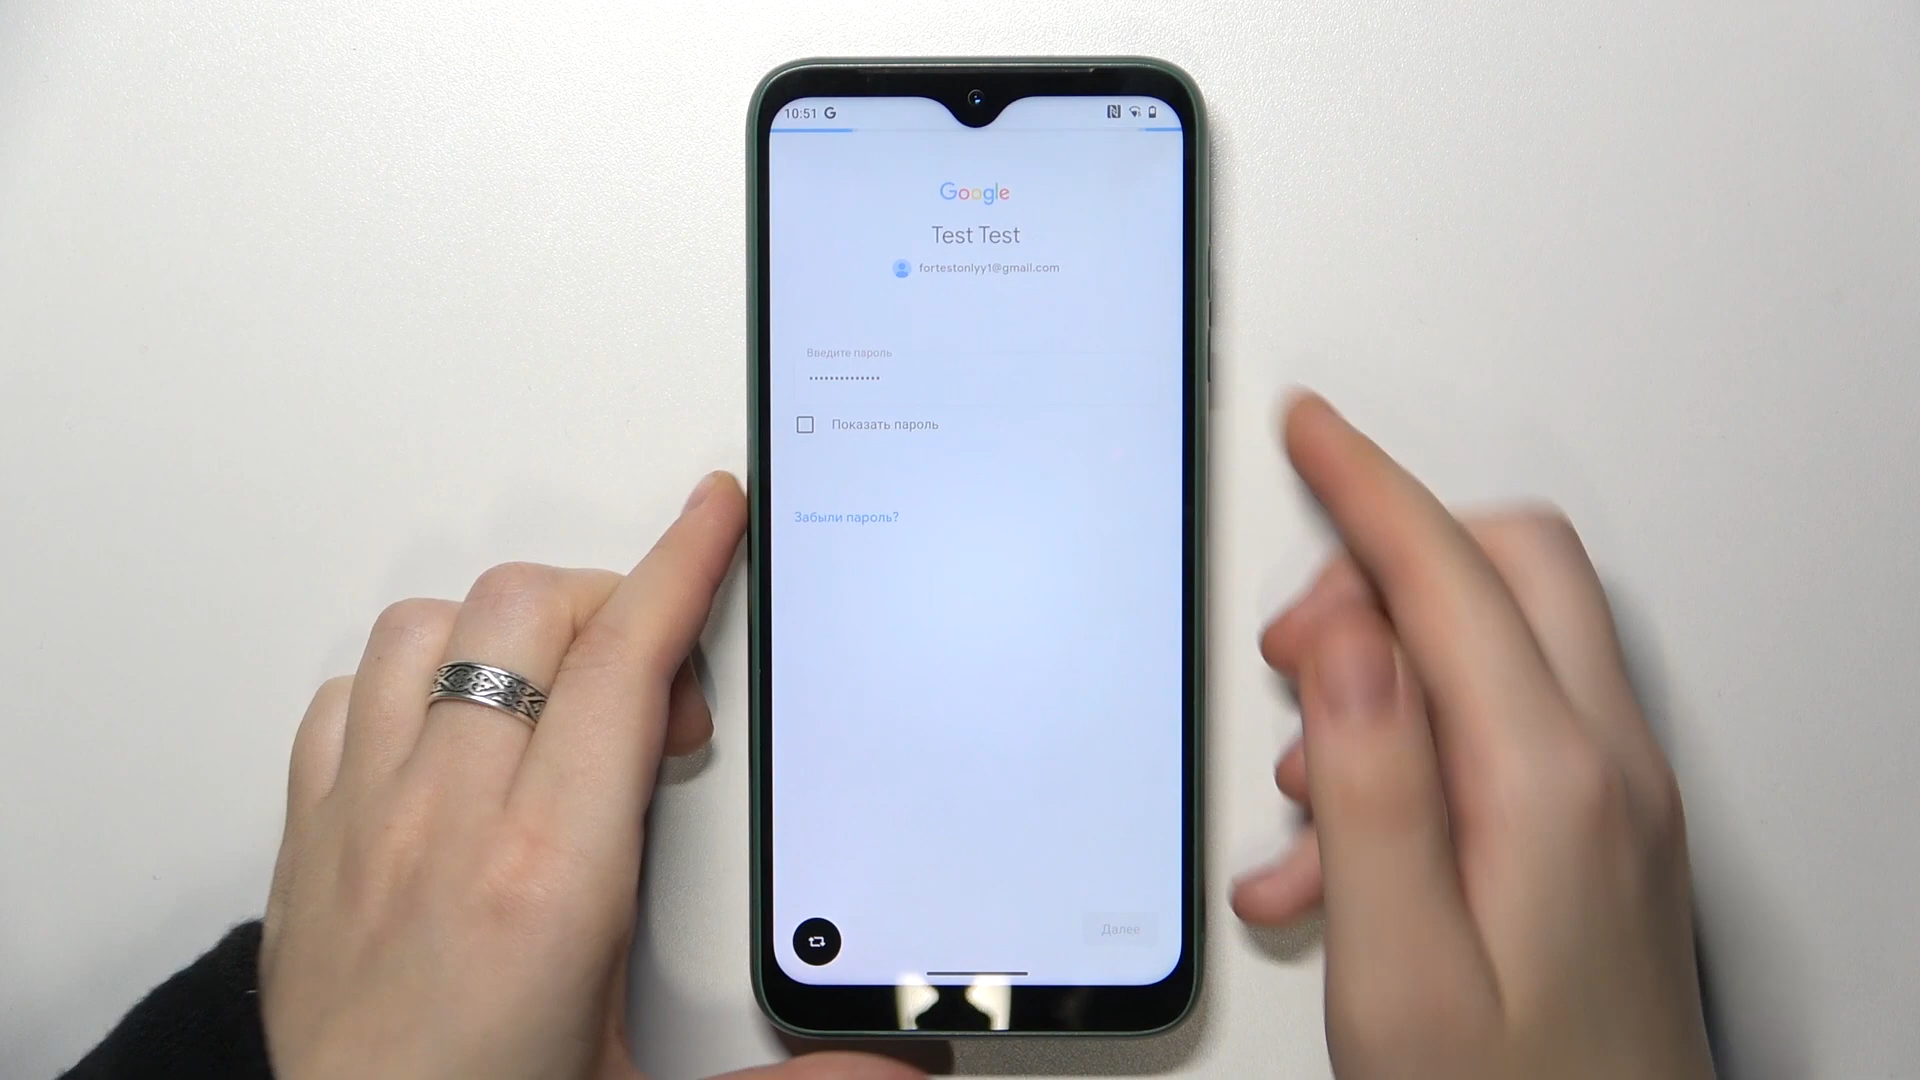 10:51 G
Google
Test Test
fortestonlyy1@gmail.com
Введите пароль
••••••••••••••
Показать пароль
Забыли пароль?
Далее